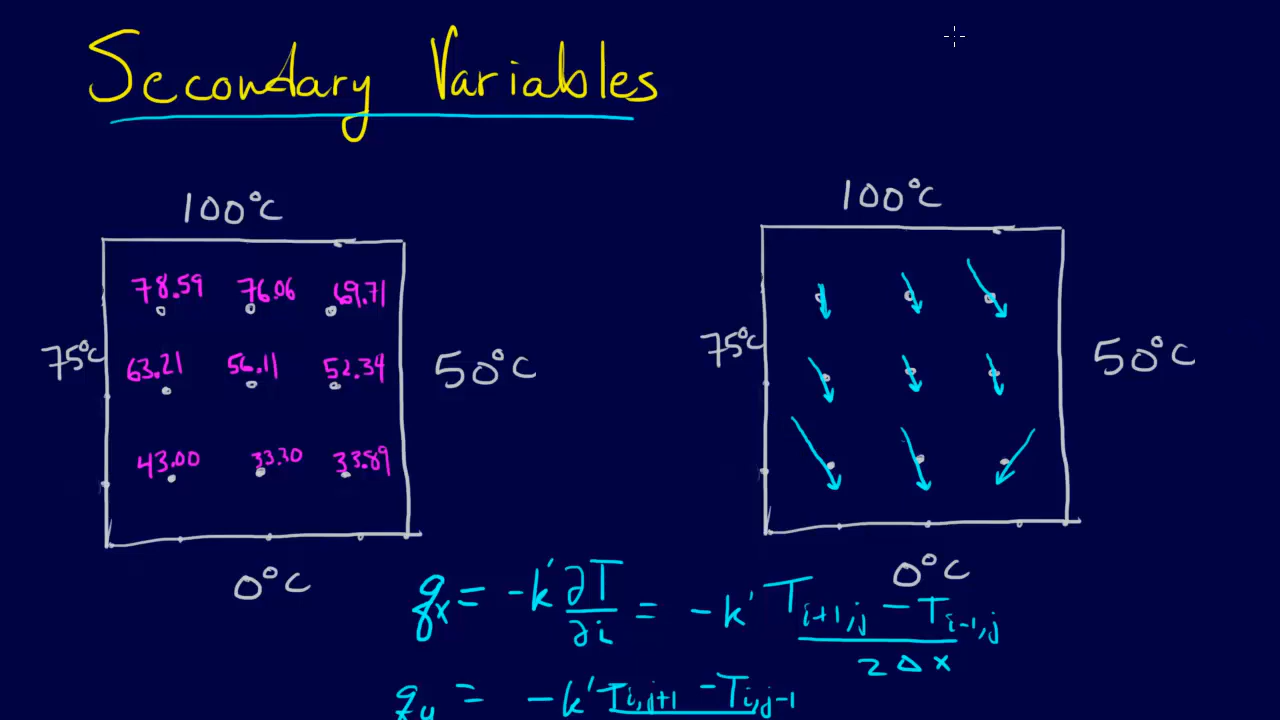 Secondary Variables
100°C 100°C
78.59 76.06 69.71
75°C 63.21 56.11 52.34 50°C 75°C 50°C
43.00 33.30 33.89
0°C 0°C
qx = -k' ∂T/∂i = -k' Ti+1,j - Ti-1,j / 2Δx
qy = -k' Ti,j+1 - Ti,j-1